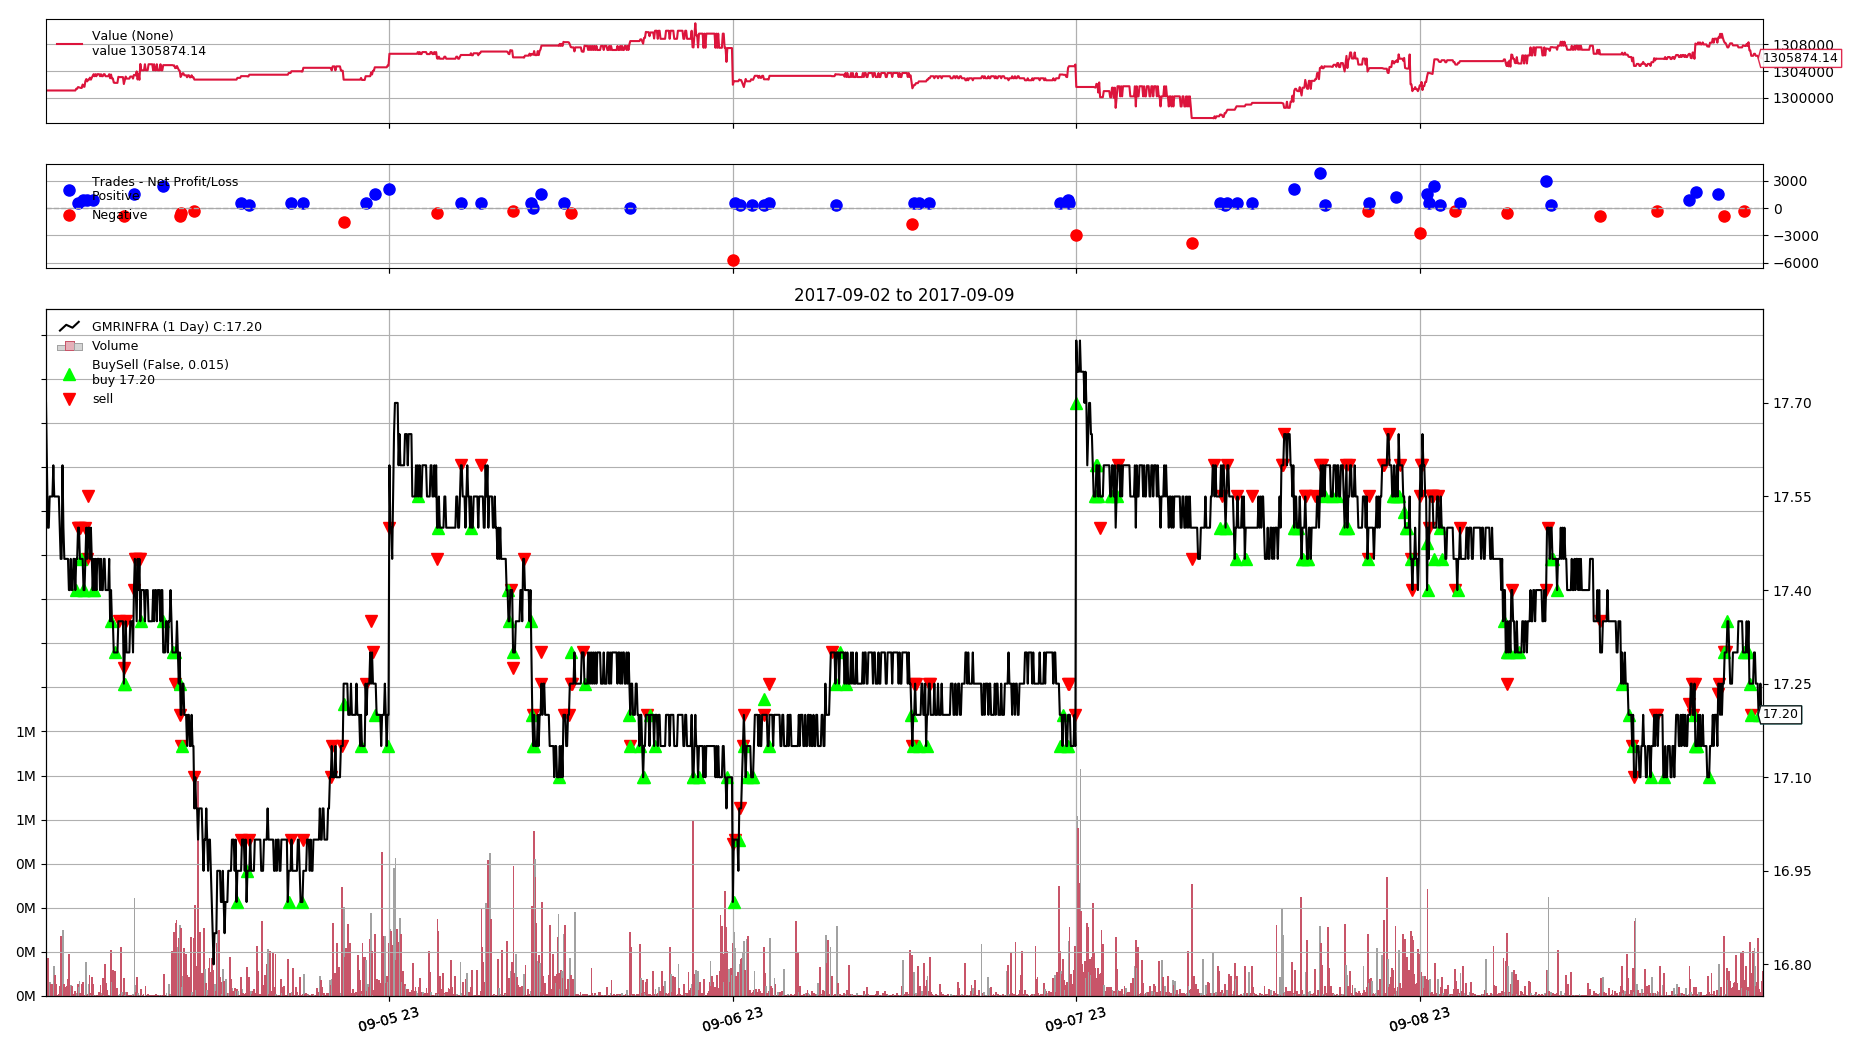 Value (None)
value 1305874.14
1308000
1305874.14
1304000
1300000
Trades - Net Profit/Loss
Positive
Negative
3000
0
−3000
−6000
2017-09-02 to 2017-09-09
GMRINFRA (1 Day) C:17.20
Volume
BuySell (False, 0.015)
buy 17.20
sell
17.70
17.55
17.40
17.25
17.20
17.10
16.95
16.80
1M
1M
1M
0M
0M
0M
0M
09-05 23
09-06 23
09-07 23
09-08 23